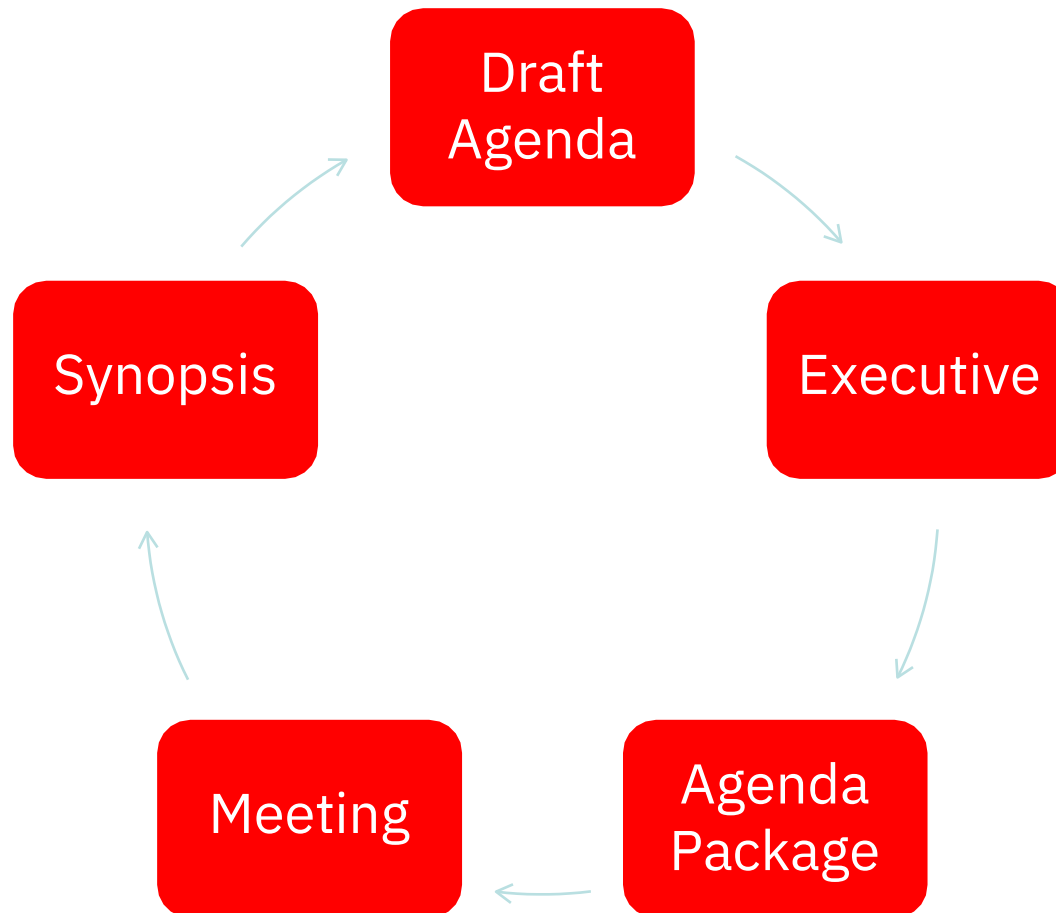 Draft
Agenda
Executive
Agenda
Package
Meeting
Synopsis